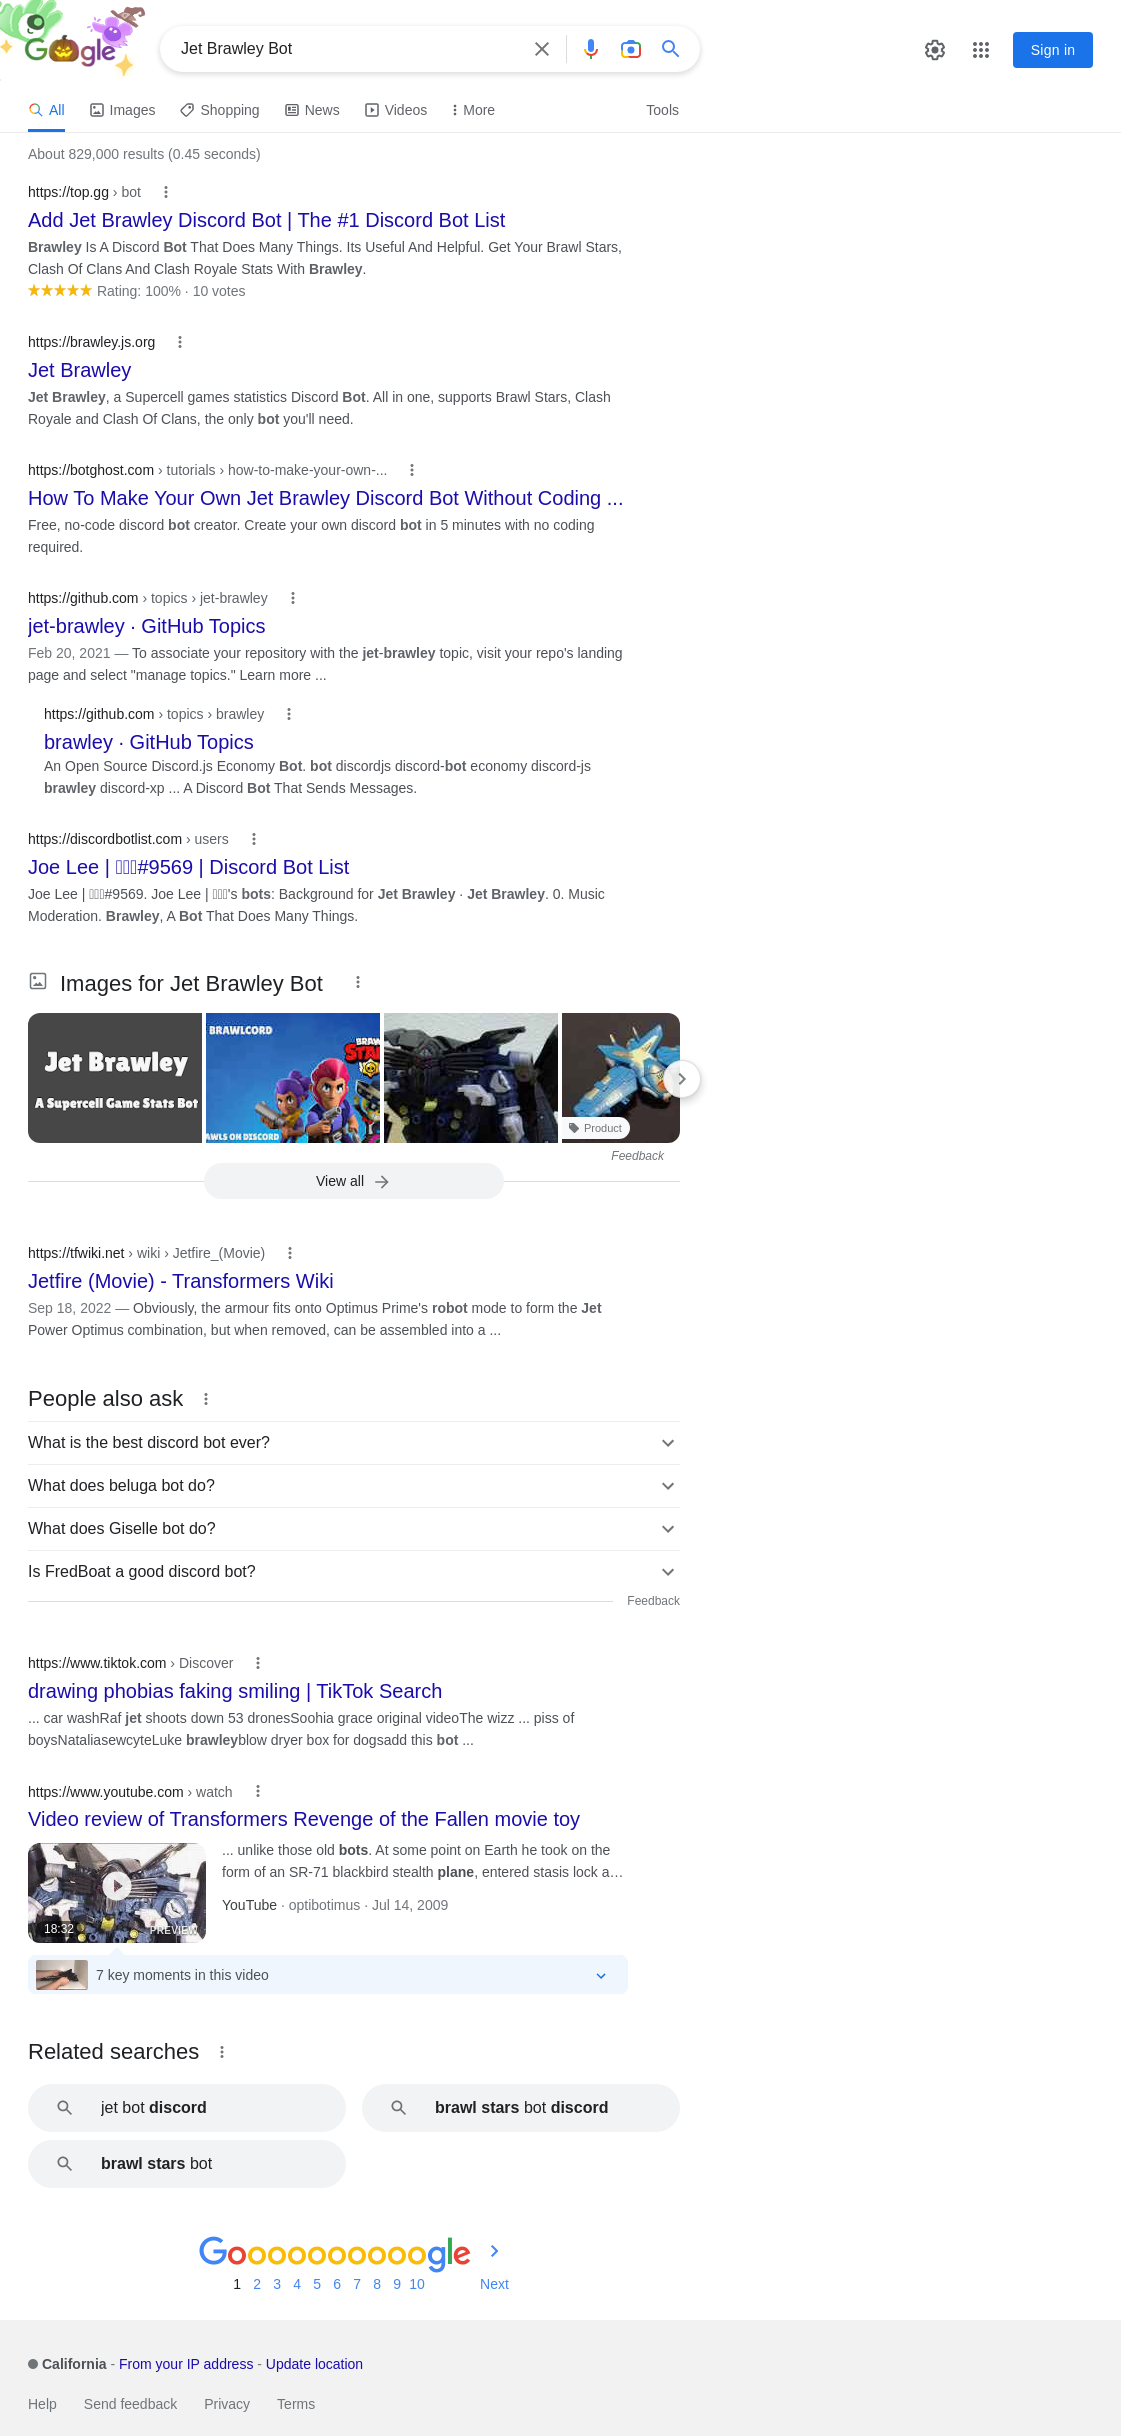 Google
Jet Brawley Bot
Sign in
All
Images
Shopping
News
Videos
More
Tools
About 829,000 results (0.45 seconds)
https://top.gg › bot
Add Jet Brawley Discord Bot | The #1 Discord Bot List
Brawley Is A Discord Bot That Does Many Things. Its Useful And Helpful. Get Your Brawl Stars,
Clash Of Clans And Clash Royale Stats With Brawley.
Rating: 100% · 10 votes
https://brawley.js.org
Jet Brawley
Jet Brawley, a Supercell games statistics Discord Bot. All in one, supports Brawl Stars, Clash
Royale and Clash Of Clans, the only bot you'll need.
https://botghost.com › tutorials › how-to-make-your-own-...
How To Make Your Own Jet Brawley Discord Bot Without Coding ...
Free, no-code discord bot creator. Create your own discord bot in 5 minutes with no coding
required.
https://github.com › topics › jet-brawley
jet-brawley · GitHub Topics
Feb 20, 2021 — To associate your repository with the jet-brawley topic, visit your repo's landing
page and select "manage topics." Learn more ...
https://github.com › topics › brawley
brawley · GitHub Topics
An Open Source Discord.js Economy Bot. bot discordjs discord-bot economy discord-js
brawley discord-xp ... A Discord Bot That Sends Messages.
https://discordbotlist.com › users
Joe Lee | #9569 | Discord Bot List
Joe Lee | #9569. Joe Lee | 's bots: Background for Jet Brawley · Jet Brawley. 0. Music
Moderation. Brawley, A Bot That Does Many Things.
Images for Jet Brawley Bot
Jet Brawley
A Supercell Game Stats Bot
BRAWLCORD
BRAW
STA
AWLS ON DISCORD
Product
Feedback
View all
https://tfwiki.net › wiki › Jetfire_(Movie)
Jetfire (Movie) - Transformers Wiki
Sep 18, 2022 — Obviously, the armour fits onto Optimus Prime's robot mode to form the Jet
Power Optimus combination, but when removed, can be assembled into a ...
People also ask
What is the best discord bot ever?
What does beluga bot do?
What does Giselle bot do?
Is FredBoat a good discord bot?
Feedback
https://www.tiktok.com › Discover
drawing phobias faking smiling | TikTok Search
... car washRaf jet shoots down 53 dronesSoohia grace original videoThe wizz ... piss of
boysNataliasewcyteLuke brawleyblow dryer box for dogsadd this bot ...
https://www.youtube.com › watch
Video review of Transformers Revenge of the Fallen movie toy
... unlike those old bots. At some point on Earth he took on the
form of an SR-71 blackbird stealth plane, entered stasis lock a...
YouTube · optibotimus · Jul 14, 2009
18:32
PREVIEW
7 key moments in this video
Related searches
jet bot discord
brawl stars bot discord
brawl stars bot
Goooooooooogle
1 2 3 4 5 6 7 8 9 10 Next
California - From your IP address - Update location
Help Send feedback Privacy Terms